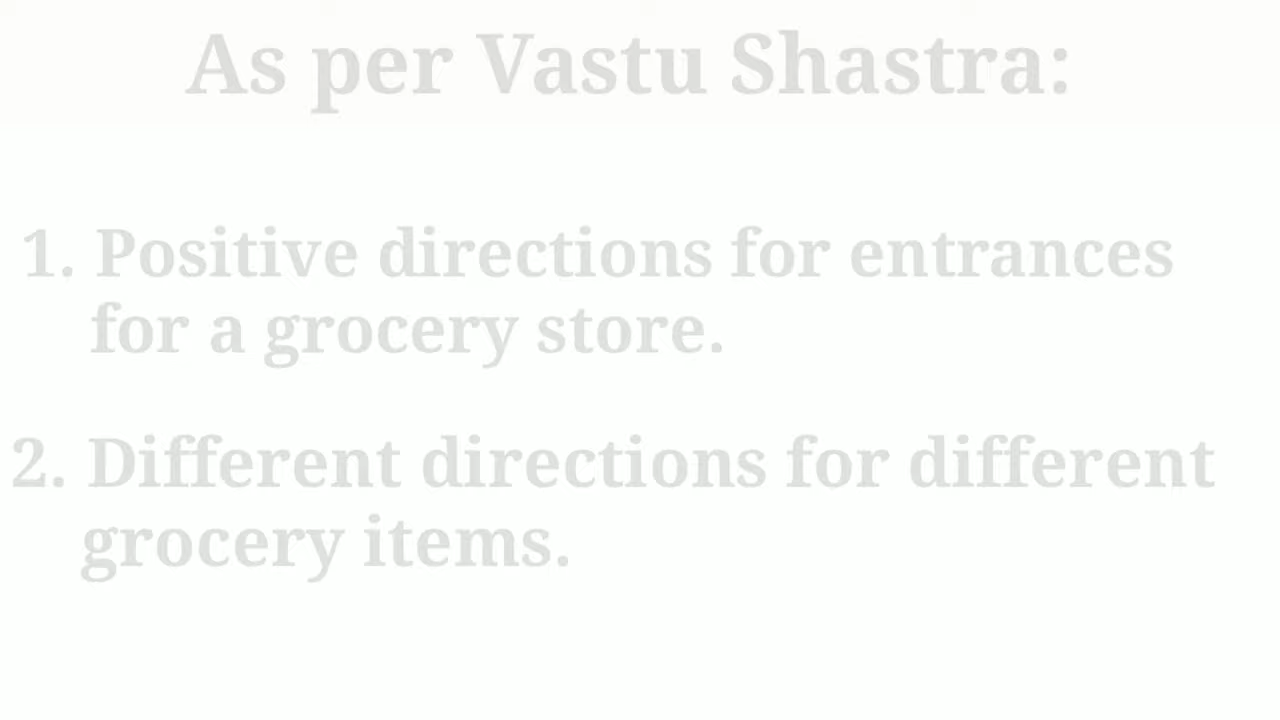 As per Vastu Shastra:
1. Positive directions for entrances
for a grocery store.
2. Different directions for different
grocery items.